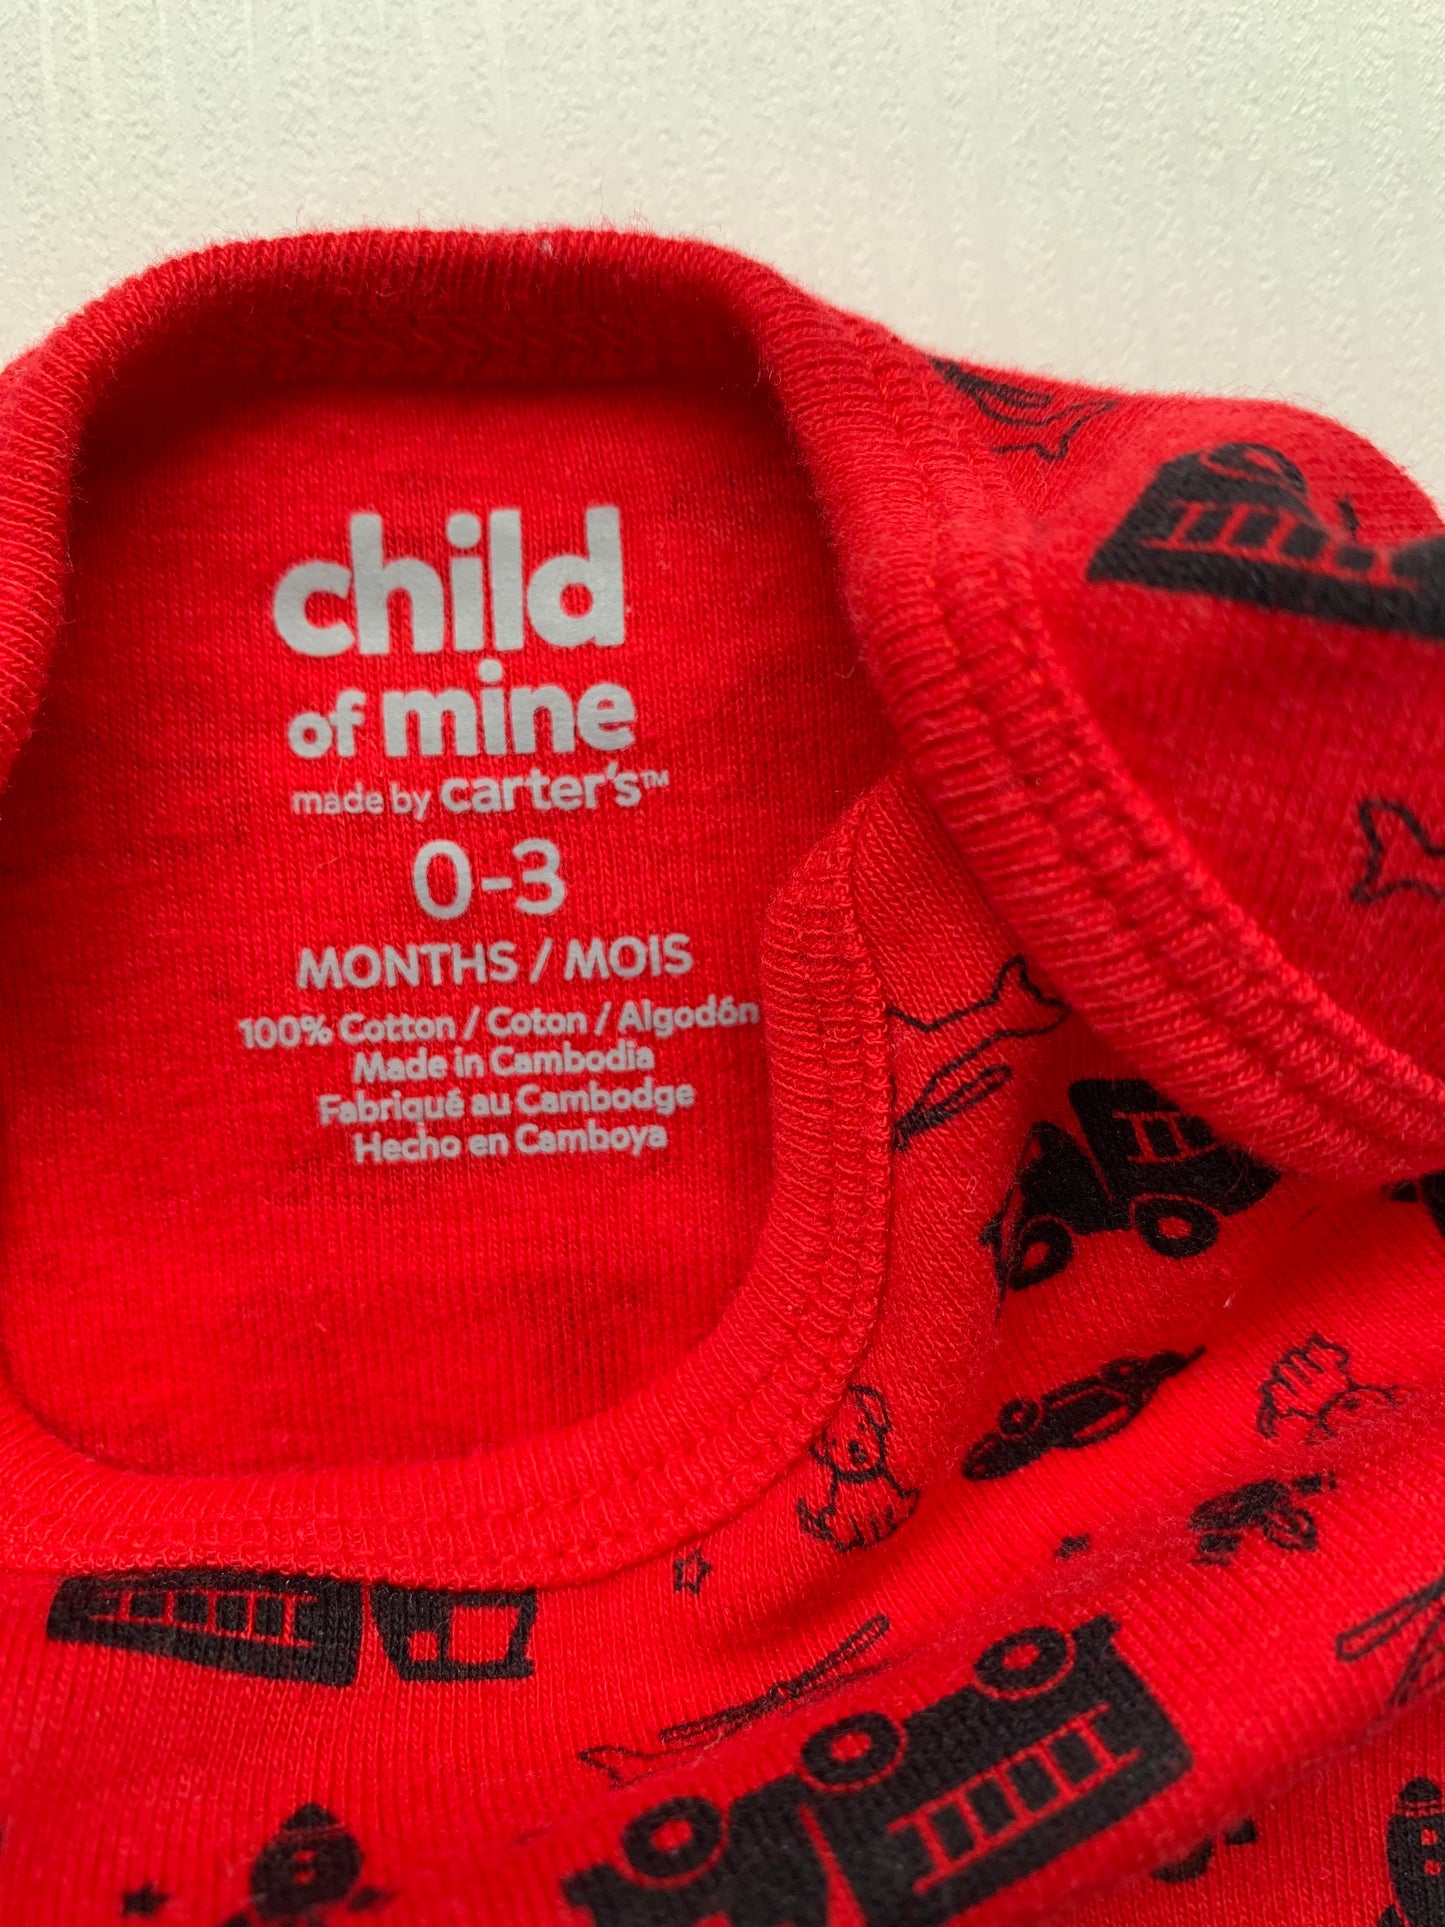 child
of mine
made by carter's™
0-3
MONTHS / MOIS
100% Cotton / Coton / Algodón
Made in Cambodia
Fabriqué au Cambodge
Hecho en Camboya